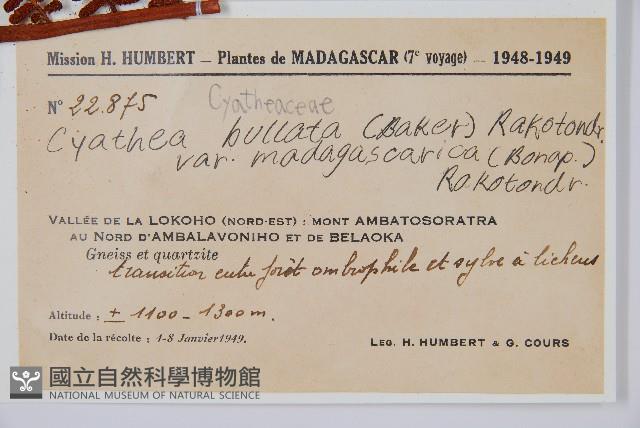 Mission H. HUMBERT — Plantes de MADAGASCAR (7e voyage) — 1948-1949
N° 22.875 Cyatheaceae
Cyathea bullata (Baker) Rakotondr.
var. madagascarica (Bonap.)
Rakotondr.
VALLÉE DE LA LOKOHO (NORD-EST) : MONT AMBATOSORATRA
AU NORD D'AMBALAVONIHO ET DE BELAOKA
Gneiss et quartzite
transition entre forêt ombrophile et sylve à lichens
Altitude : ± 1100 - 1300 m.
Date de la récolte : 1-8 Janvier 1949.
LEG. H. HUMBERT & G. COURS
國立自然科學博物館
NATIONAL MUSEUM OF NATURAL SCIENCE